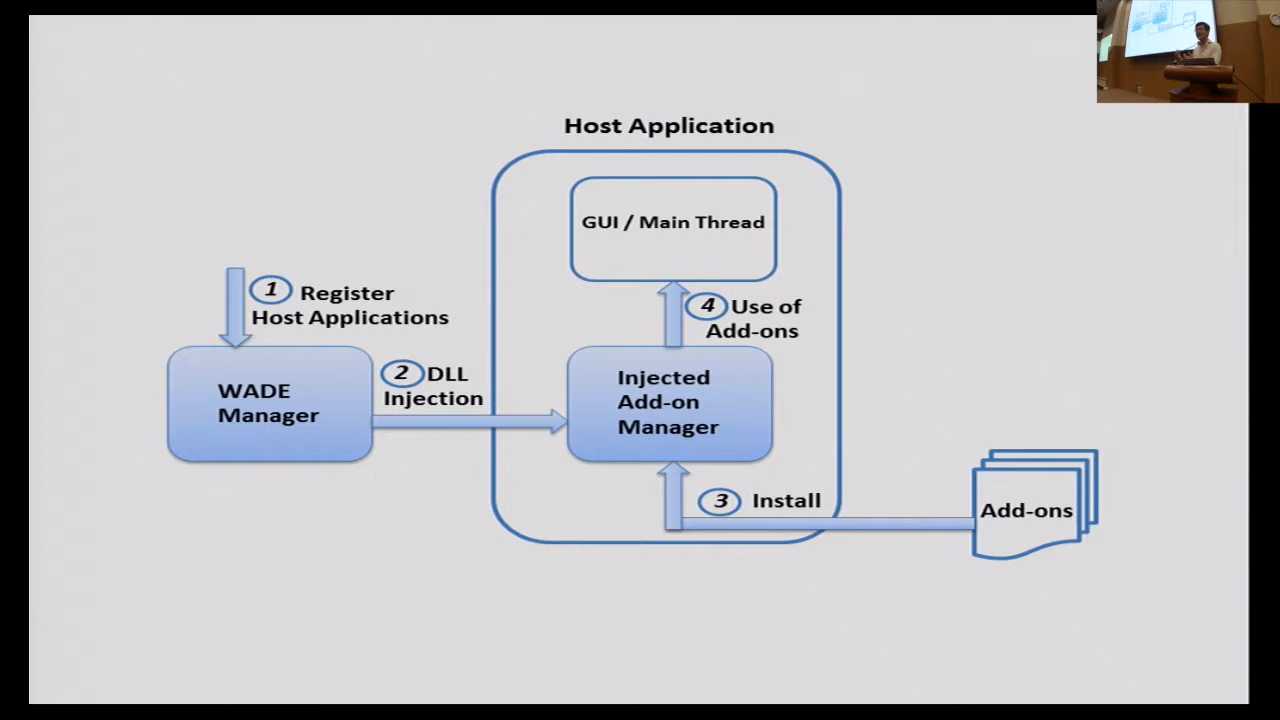 Host Application
GUI / Main Thread
1 Register
Host Applications
4 Use of
Add-ons
WADE
Manager
2 DLL
Injection
Injected
Add-on
Manager
3 Install
Add-ons